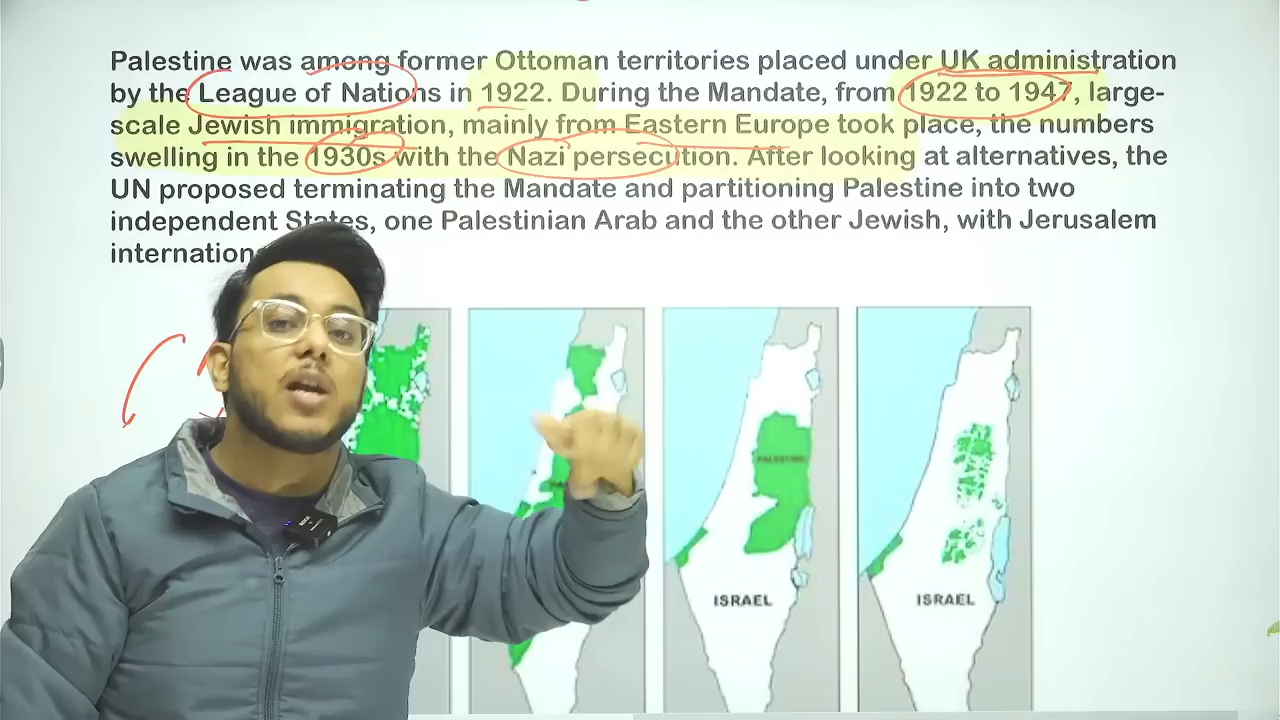 Palestine was among former Ottoman territories placed under UK administration
by the League of Nations in 1922. During the Mandate, from 1922 to 1947, large-
scale Jewish immigration, mainly from Eastern Europe took place, the numbers
swelling in the 1930s with the Nazi persecution. After looking at alternatives, the
UN proposed terminating the Mandate and partitioning Palestine into two
independent States, one Palestinian Arab and the other Jewish, with Jerusalem
PALESTINE
ISRAEL
ISRAEL